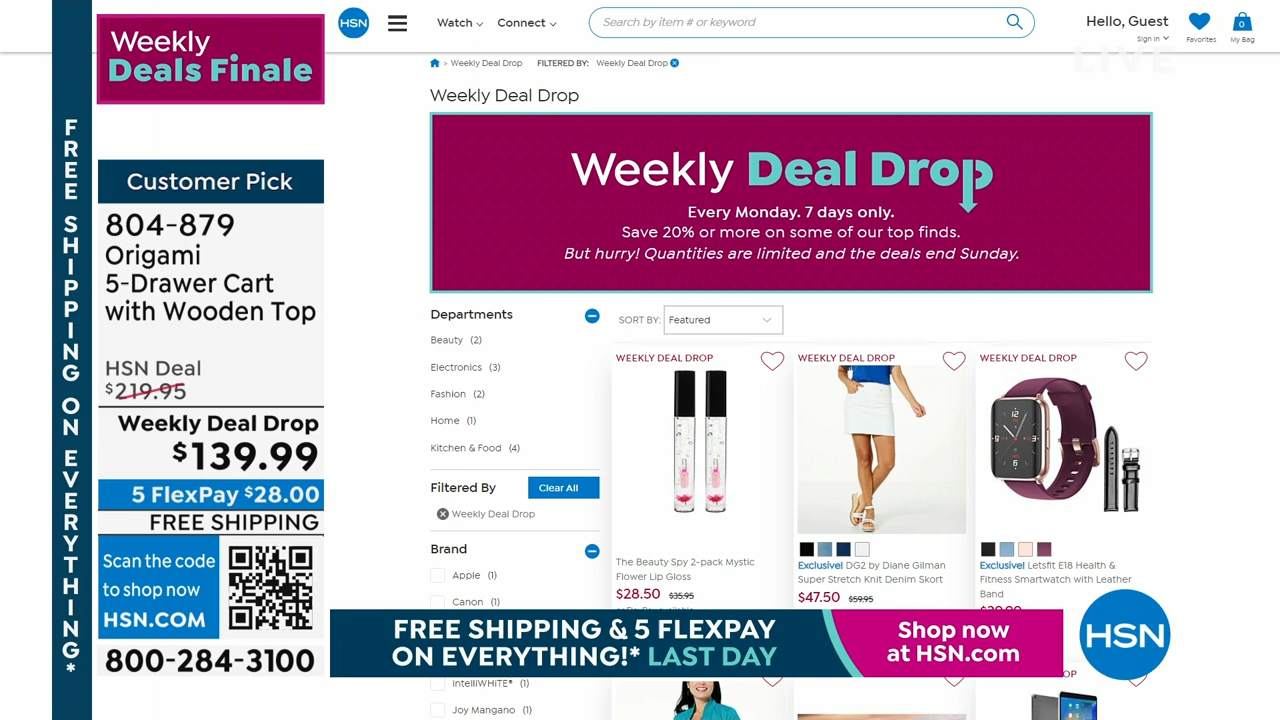 FREE SHIPPING ON EVERYTHING!*
Weekly
Deals Finale
Customer Pick
804-879
Origami
5-Drawer Cart
with Wooden Top
HSN Deal
$219.95
Weekly Deal Drop
$139.99
5 FlexPay $28.00
FREE SHIPPING
Scan the code
to shop now
HSN.COM
800-284-3100
HSN
Watch
Connect
Search by item # or keyword
Hello, Guest
Sign In
Favorites
0
My Bag
LIVE
> Weekly Deal Drop FILTERED BY: Weekly Deal Drop
Weekly Deal Drop
Weekly Deal Drop
Every Monday. 7 days only.
Save 20% or more on some of our top finds.
But hurry! Quantities are limited and the deals end Sunday.
Departments
Beauty (2)
Electronics (3)
Fashion (2)
Home (1)
Kitchen & Food (4)
Filtered By
Clear All
Weekly Deal Drop
Brand
Apple (1)
Canon (1)
intelliWHiTE® (1)
Joy Mangano (1)
SORT BY: Featured
WEEKLY DEAL DROP
The Beauty Spy 2-pack Mystic
Flower Lip Gloss
$28.50 $35.95
WEEKLY DEAL DROP
Exclusive! DG2 by Diane Gilman
Super Stretch Knit Denim Skort
$47.50 $59.95
WEEKLY DEAL DROP
Exclusive! Letsfit E18 Health &
Fitness Smartwatch with Leather
Band
FREE SHIPPING & 5 FLEXPAY
ON EVERYTHING!* LAST DAY
Shop now
at HSN.com
HSN